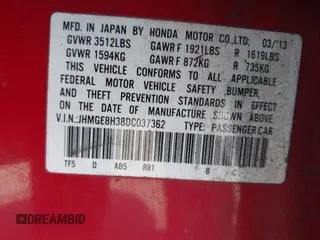 MFD. IN JAPAN BY HONDA MOTOR CO.,LTD. 03/'13
GVWR 3512LBS GAWR F 1921LBS R 1619LBS
GVWR 1594KG GAWR F 872KG R 735KG
THIS VEHICLE CONFORMS TO ALL APPLICABLE
FEDERAL MOTOR VEHICLE SAFETY, BUMPER,
AND THEFT PREVENTION STANDARDS IN EFFECT
ON THE DATE OF MANUFACTURE SHOWN ABOVE.
V.I.N.:JHMGE8H38DC037362 TYPE: PASSENGER CAR
TF5 D AB5 R81 B C
DREAMBID